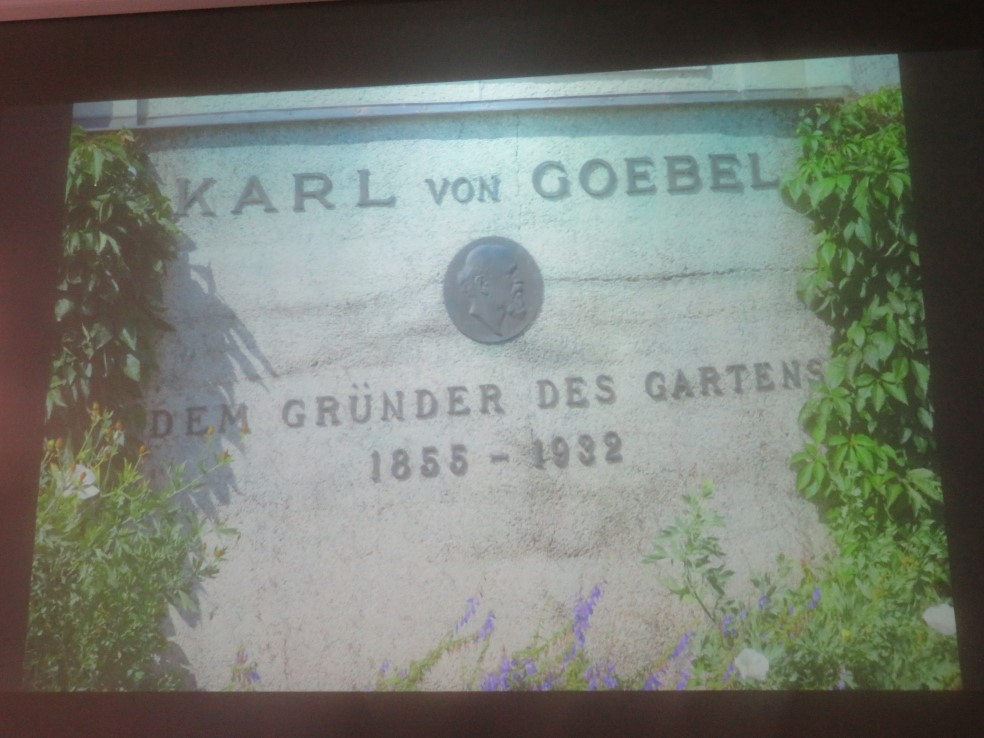 KARL VON GOEBEL
DEM GRÜNDER DES GARTENS
1855 - 1932